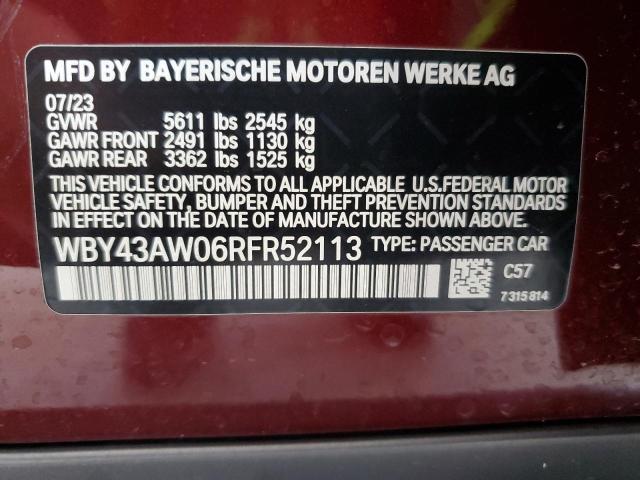 MFD BY BAYERISCHE MOTOREN WERKE AG
07/23
GVWR 5611 lbs 2545 kg
GAWR FRONT 2491 lbs 1130 kg
GAWR REAR 3362 lbs 1525 kg
THIS VEHICLE CONFORMS TO ALL APPLICABLE U.S.FEDERAL MOTOR
VEHICLE SAFETY, BUMPER, AND THEFT PREVENTION STANDARDS IN
EFFECT ON THE DATE OF MANUFACTURE SHOWN ABOVE.
WBY43AW06RFR52113 TYPE: PASSENGER CAR
C57
7315814